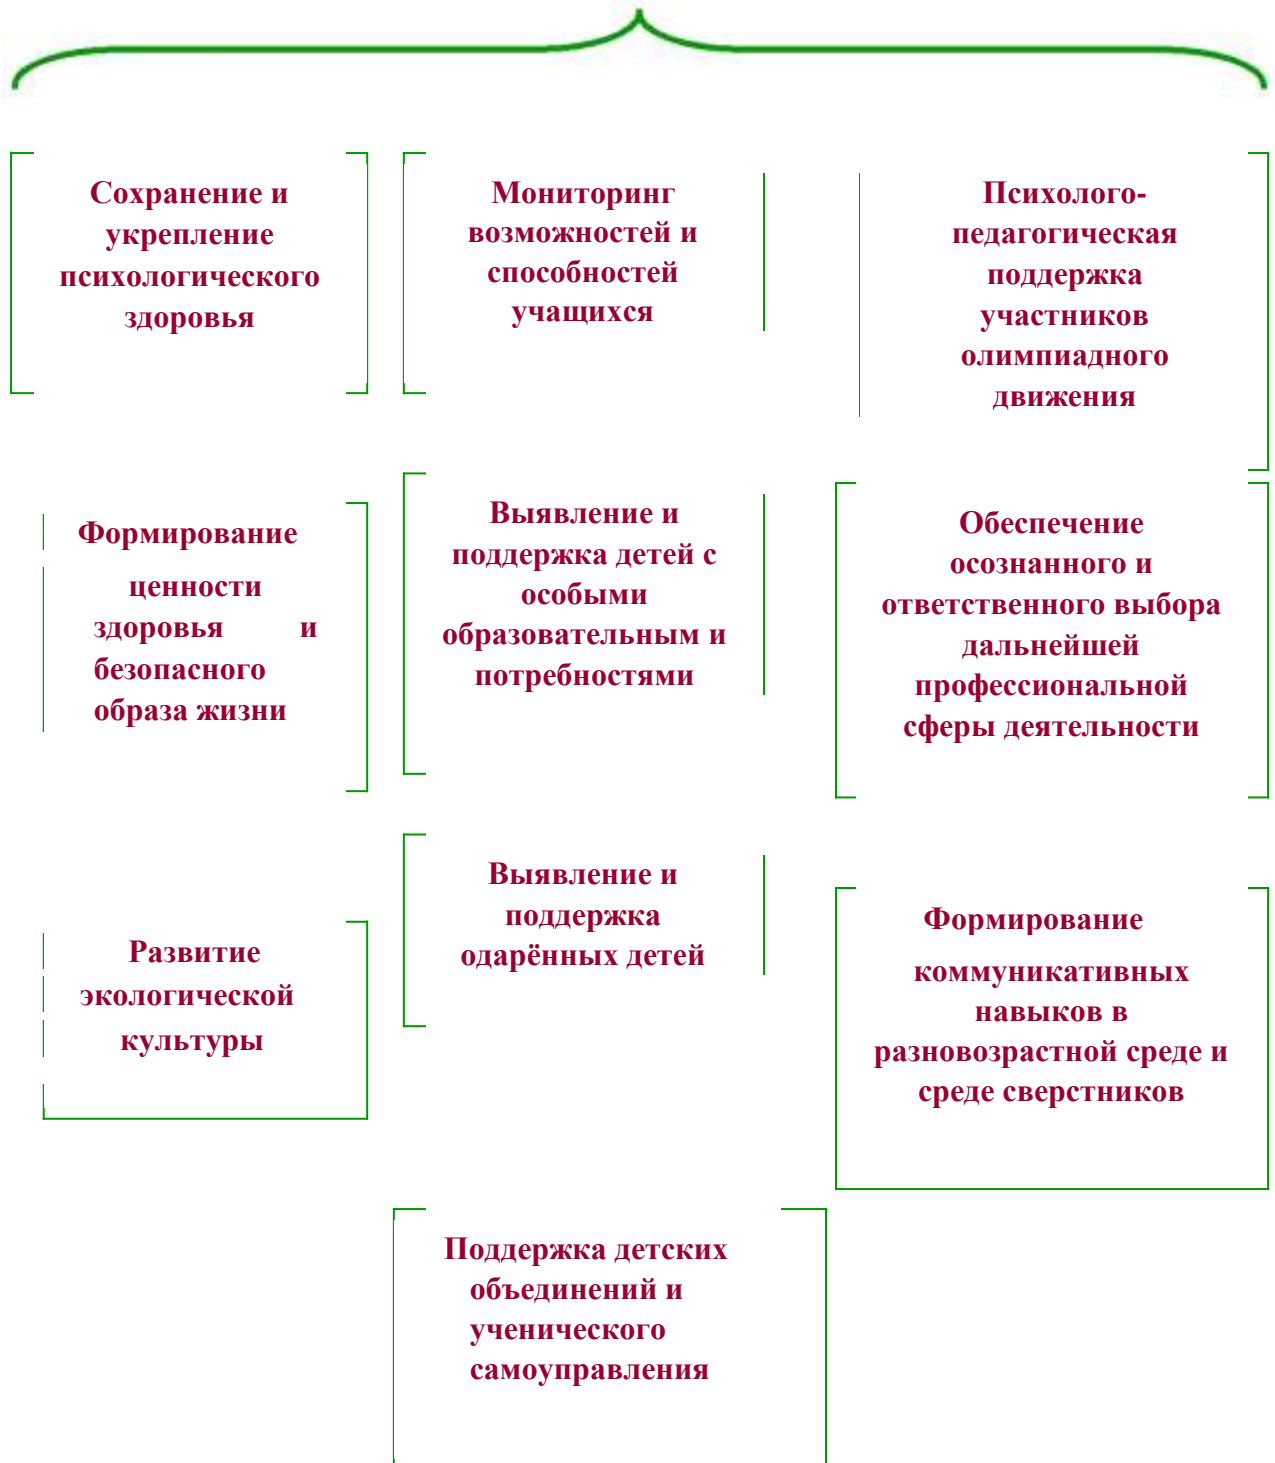 Сохранение и
укрепление
психологического
здоровья
Мониторинг
возможностей и
способностей
учащихся
Психолого-
педагогическая
поддержка
участников
олимпиадного
движения
Формирование
ценности
здоровья и
безопасного
образа жизни
Выявление и
поддержка детей с
особыми
образовательным и
потребностями
Обеспечение
осознанного и
ответственного выбора
дальнейшей
профессиональной
сферы деятельности
Развитие
экологической
культуры
Выявление и
поддержка
одарённых детей
Формирование
коммуникативных
навыков в
разновозрастной среде и
среде сверстников
Поддержка детских
объединений и
ученического
самоуправления